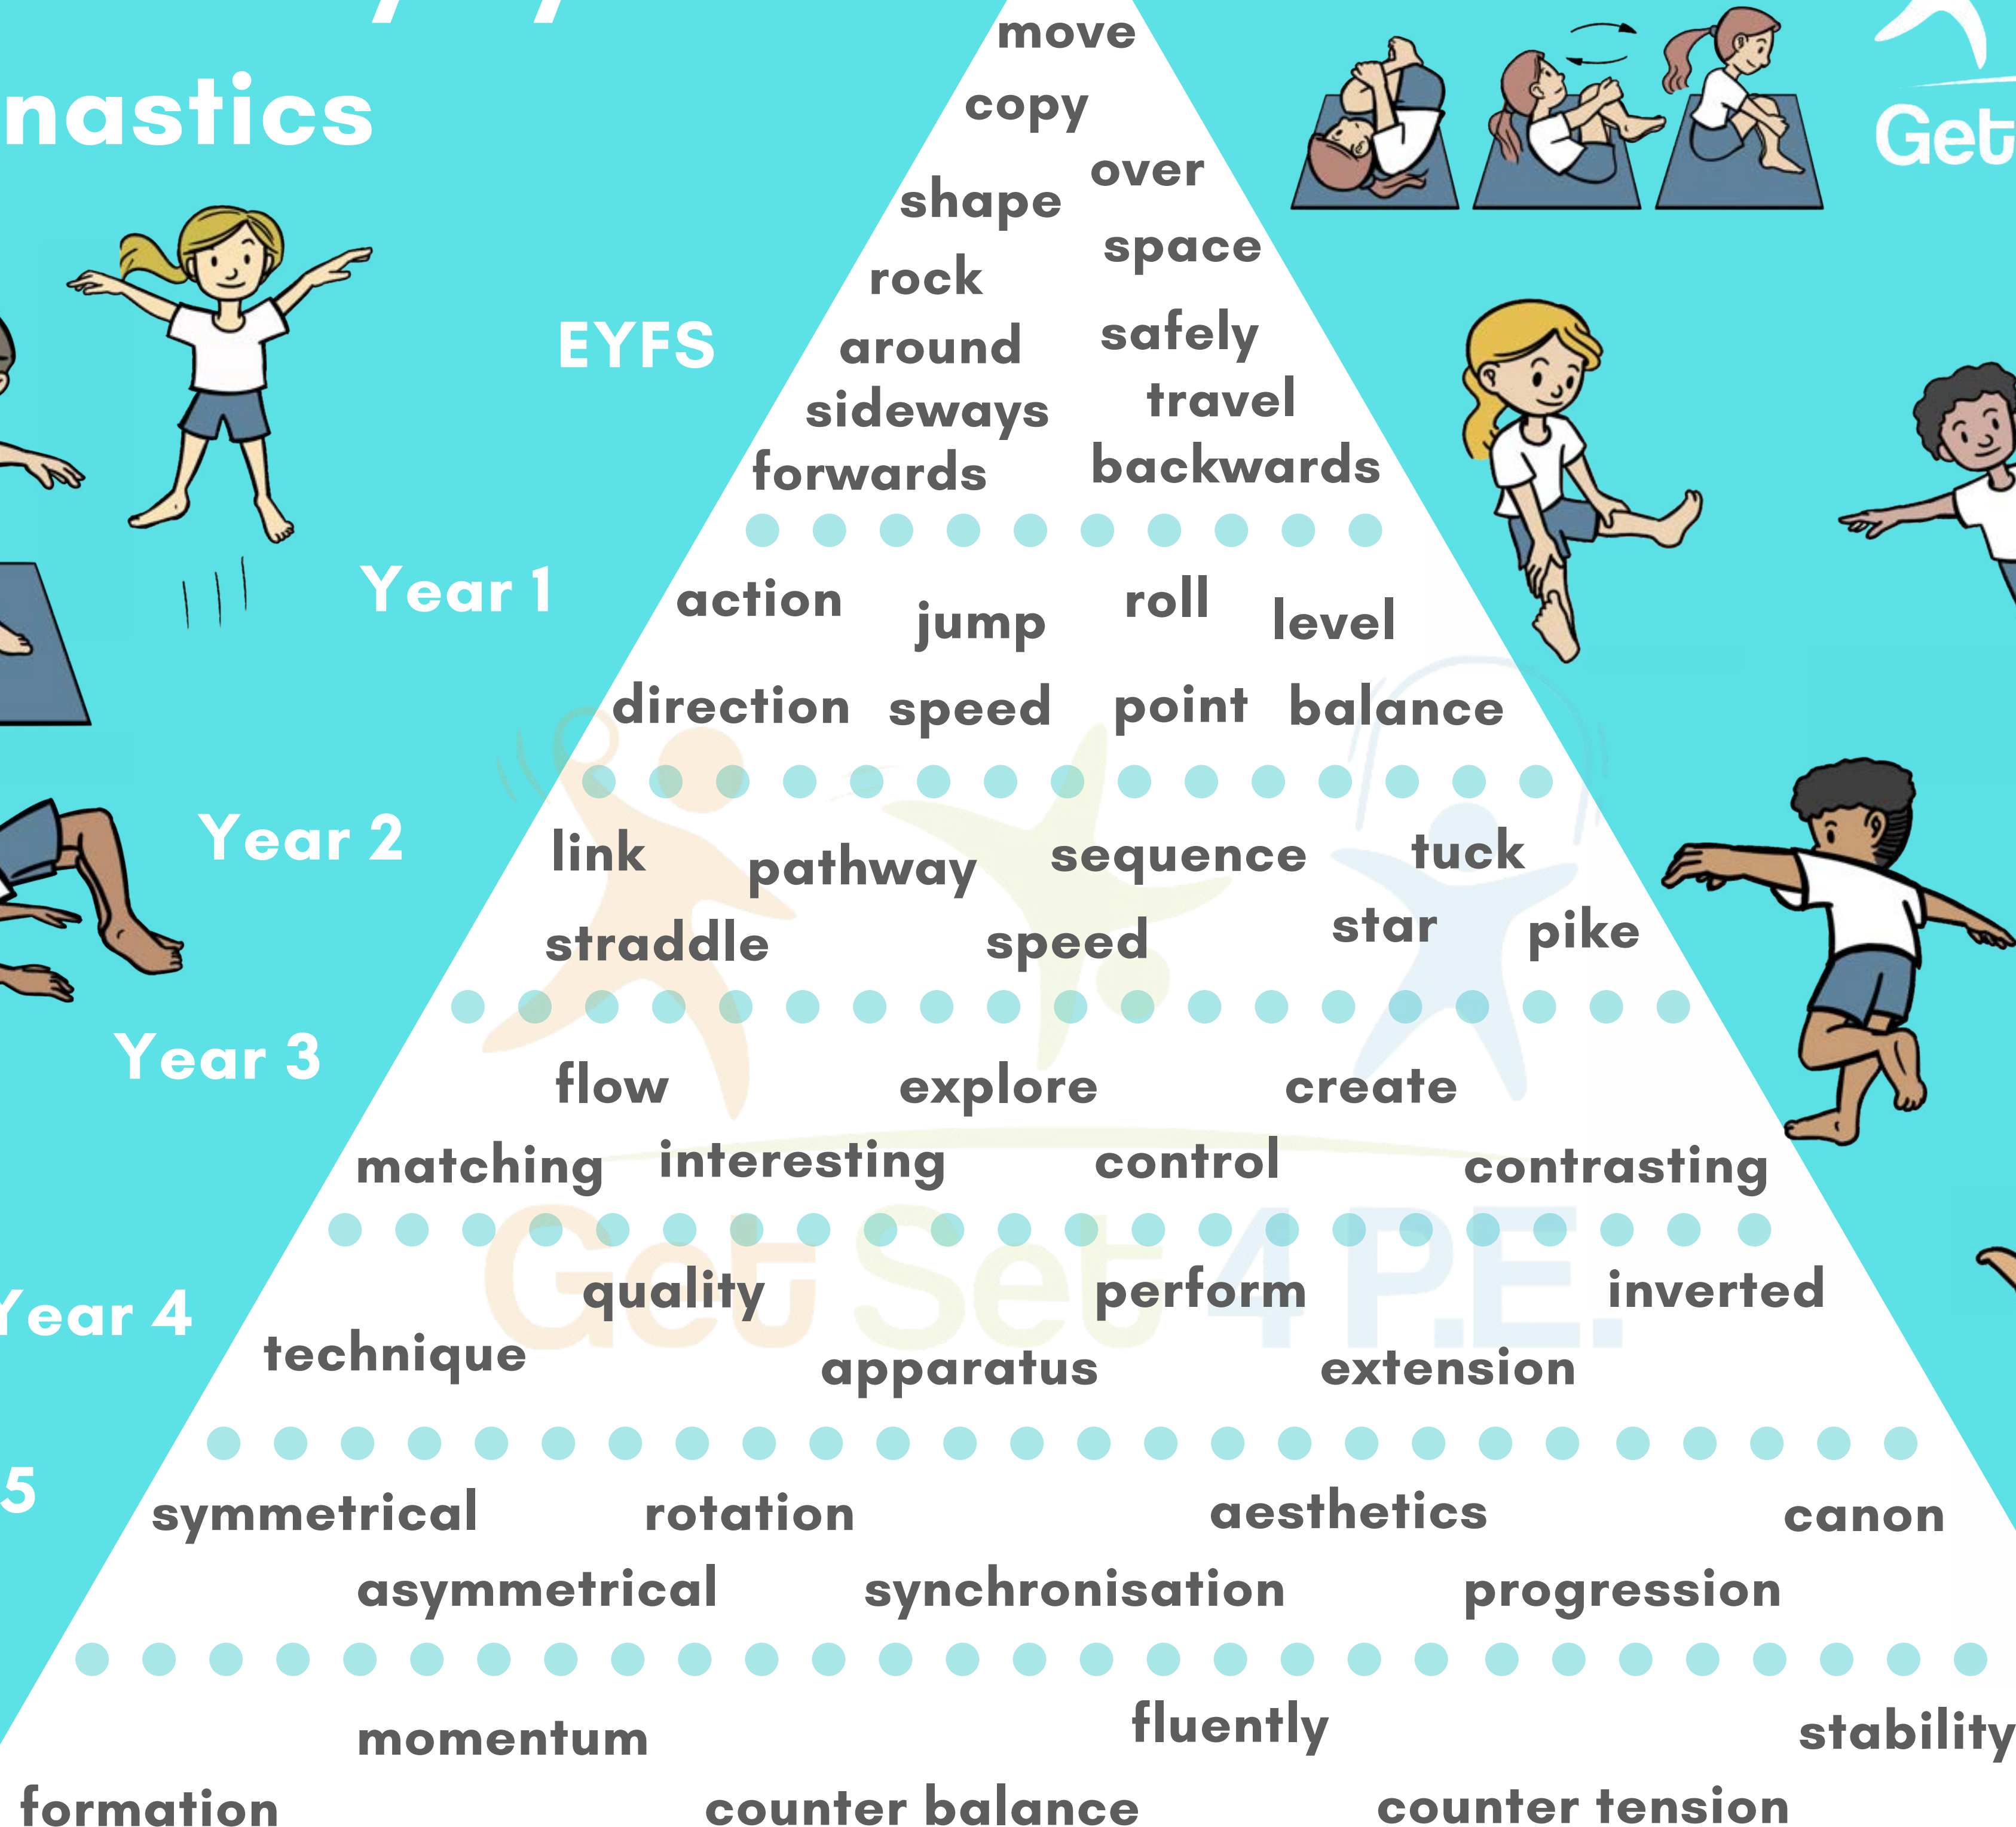 nastics
Get
EYFS
move
copy
over
shape
space
rock
safely
around
travel
sideways
backwards
forwards
Year 1
action jump roll level
direction speed point balance
Year 2
link pathway sequence tuck
straddle speed star pike
Year 3
flow explore create
matching interesting control contrasting
Get Set 4 P.E.
Year 4
quality perform inverted
technique apparatus extension
5
symmetrical rotation aesthetics canon
asymmetrical synchronisation progression
momentum fluently stability
formation counter balance counter tension